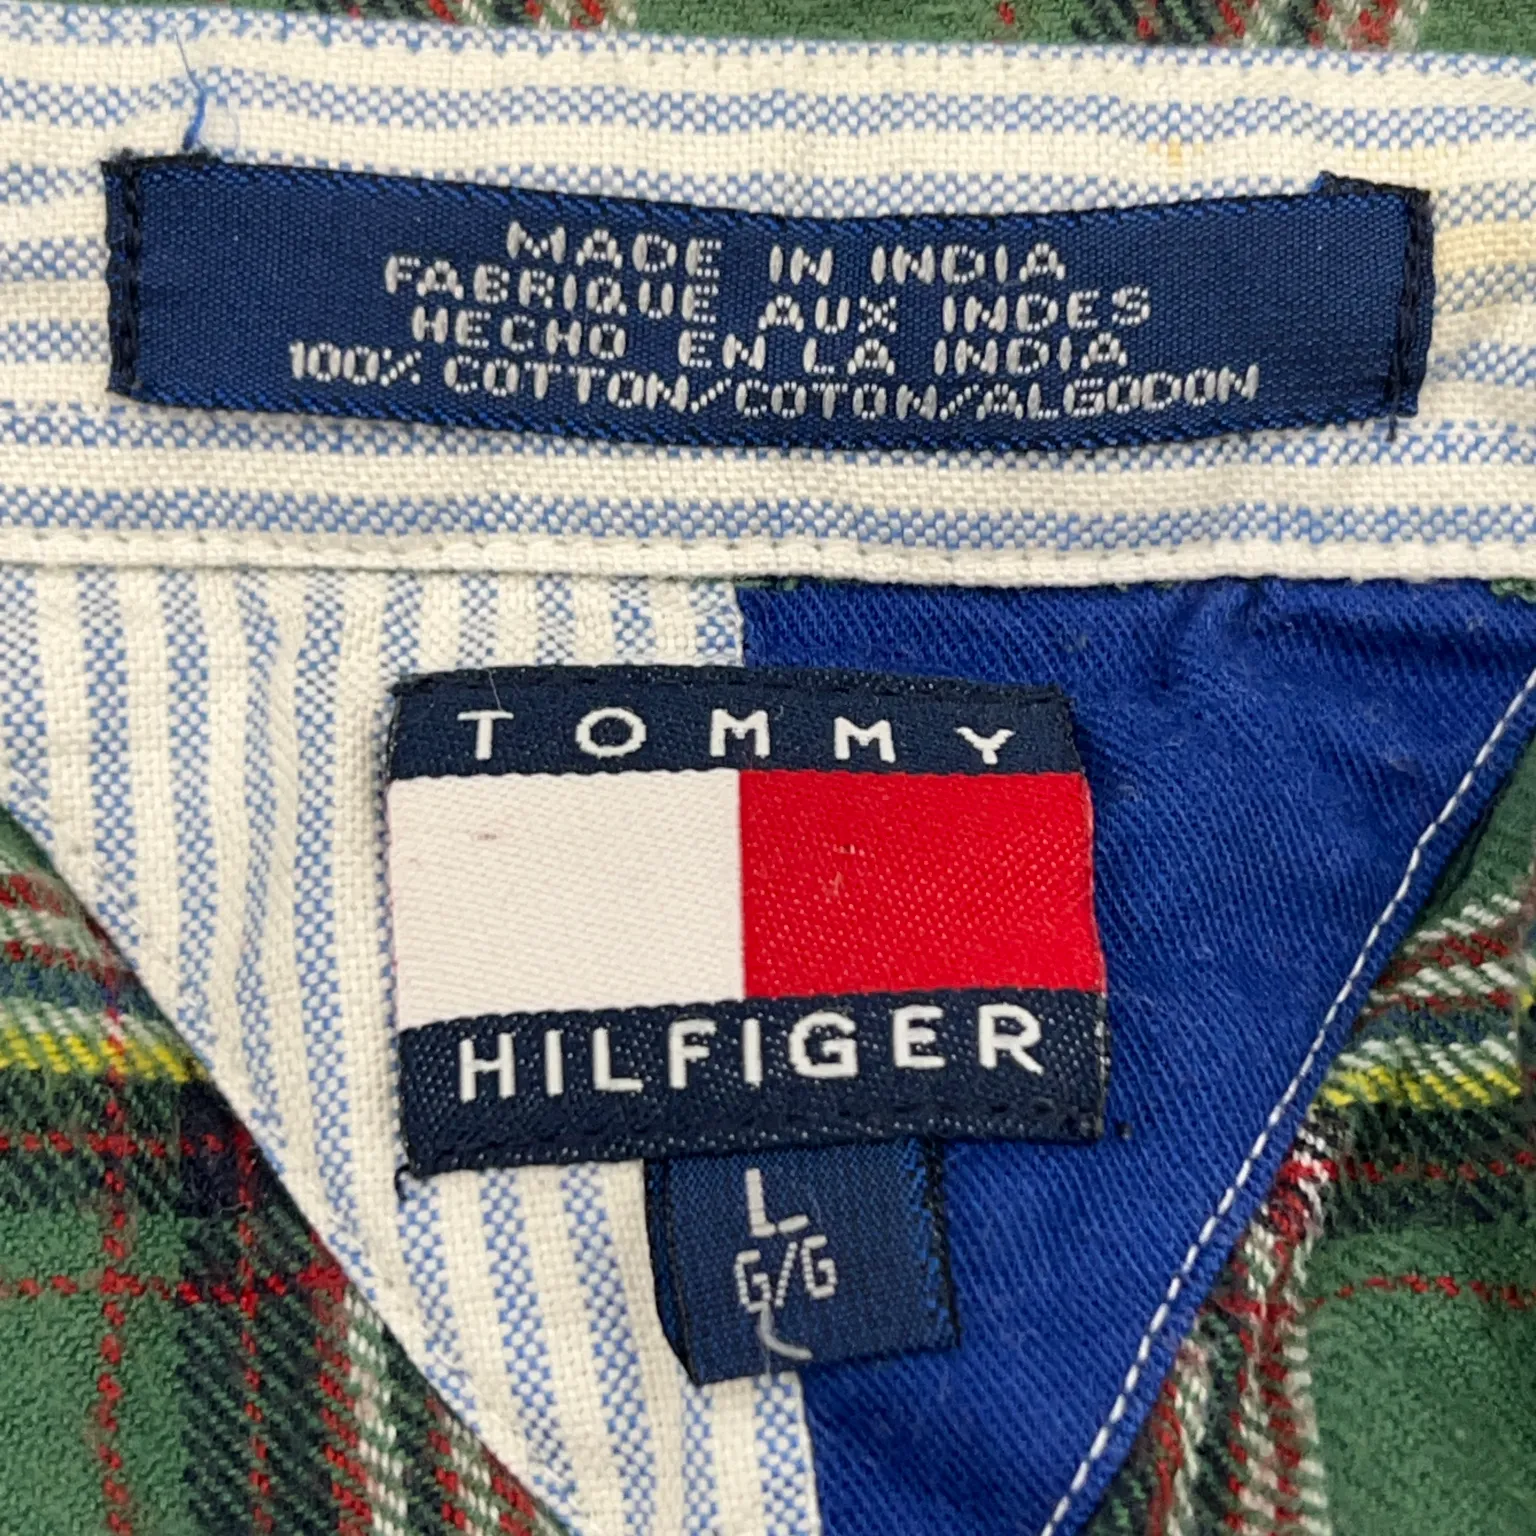 MADE IN INDIA
FABRIQUE AUX INDES
HECHO EN LA INDIA
100% COTTON/COTON/ALGODON
TOMMY
HILFIGER
L
G/G